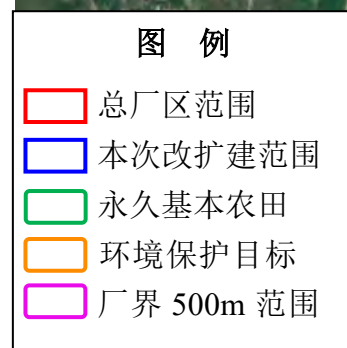 图 例
总厂区范围
本次改扩建范围
永久基本农田
环境保护目标
厂界 500m 范围